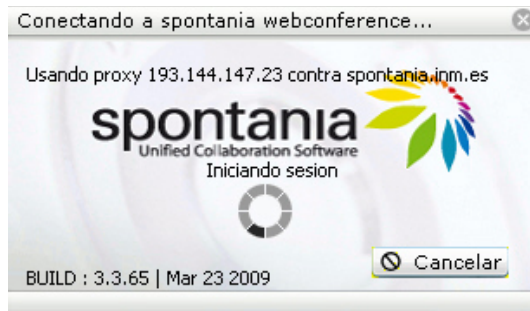 Conectando a spontania webconference...
Usando proxy 193.144.147.23 contra spontania.inm.es
spontania
Unified Collaboration Software
Iniciando sesion
Cancelar
BUILD : 3.3.65 | Mar 23 2009